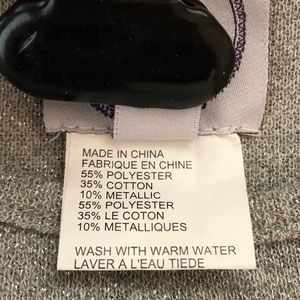 MADE IN CHINA
FABRIQUE EN CHINE
55% POLYESTER
35% COTTON
10% METALLIC
55% POLYESTER
35% LE COTON
10% METALLIQUES
WASH WITH WARM WATER
LAVER A L'EAU TIEDE